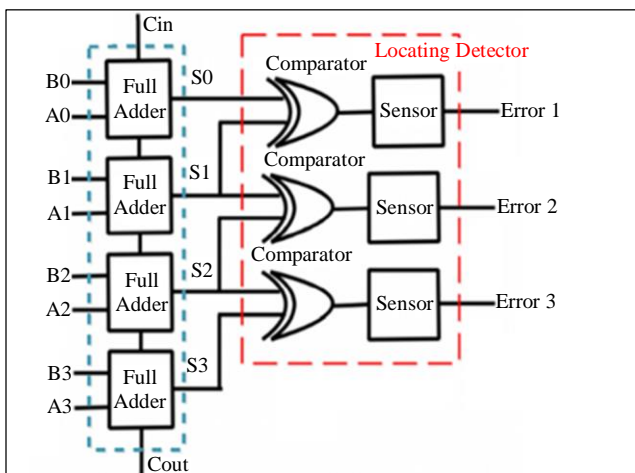 Cin
Locating Detector
Comparator
B0
Full
Adder
S0
A0
Sensor
Error 1
Comparator
B1
Full
Adder
S1
A1
Sensor
Error 2
Comparator
B2
Full
Adder
S2
A2
Sensor
Error 3
B3
Full
Adder
S3
A3
Cout